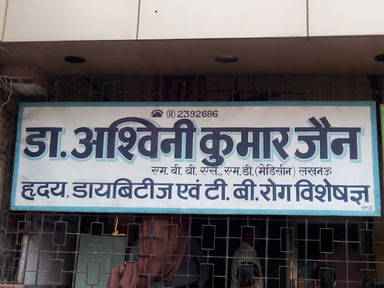 ☎ (R) 2392686
डा. अश्विनी कुमार जैन
एम. बी. बी. एस., एम. डी. (मेडिसीन) लखनऊ
हृदय, डायबिटीज एवं टी. बी. रोग विशेषज्ञ